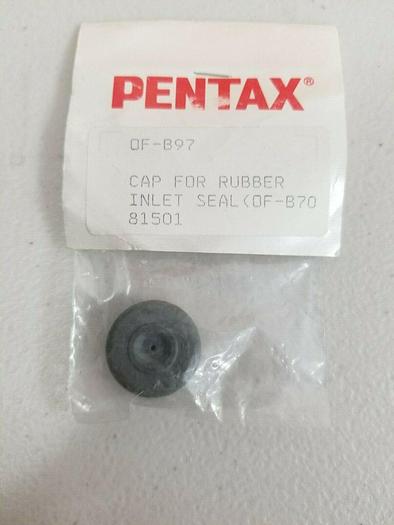 PENTAX®
OF-B97
CAP FOR RUBBER
INLET SEAL(OF-B70
81501